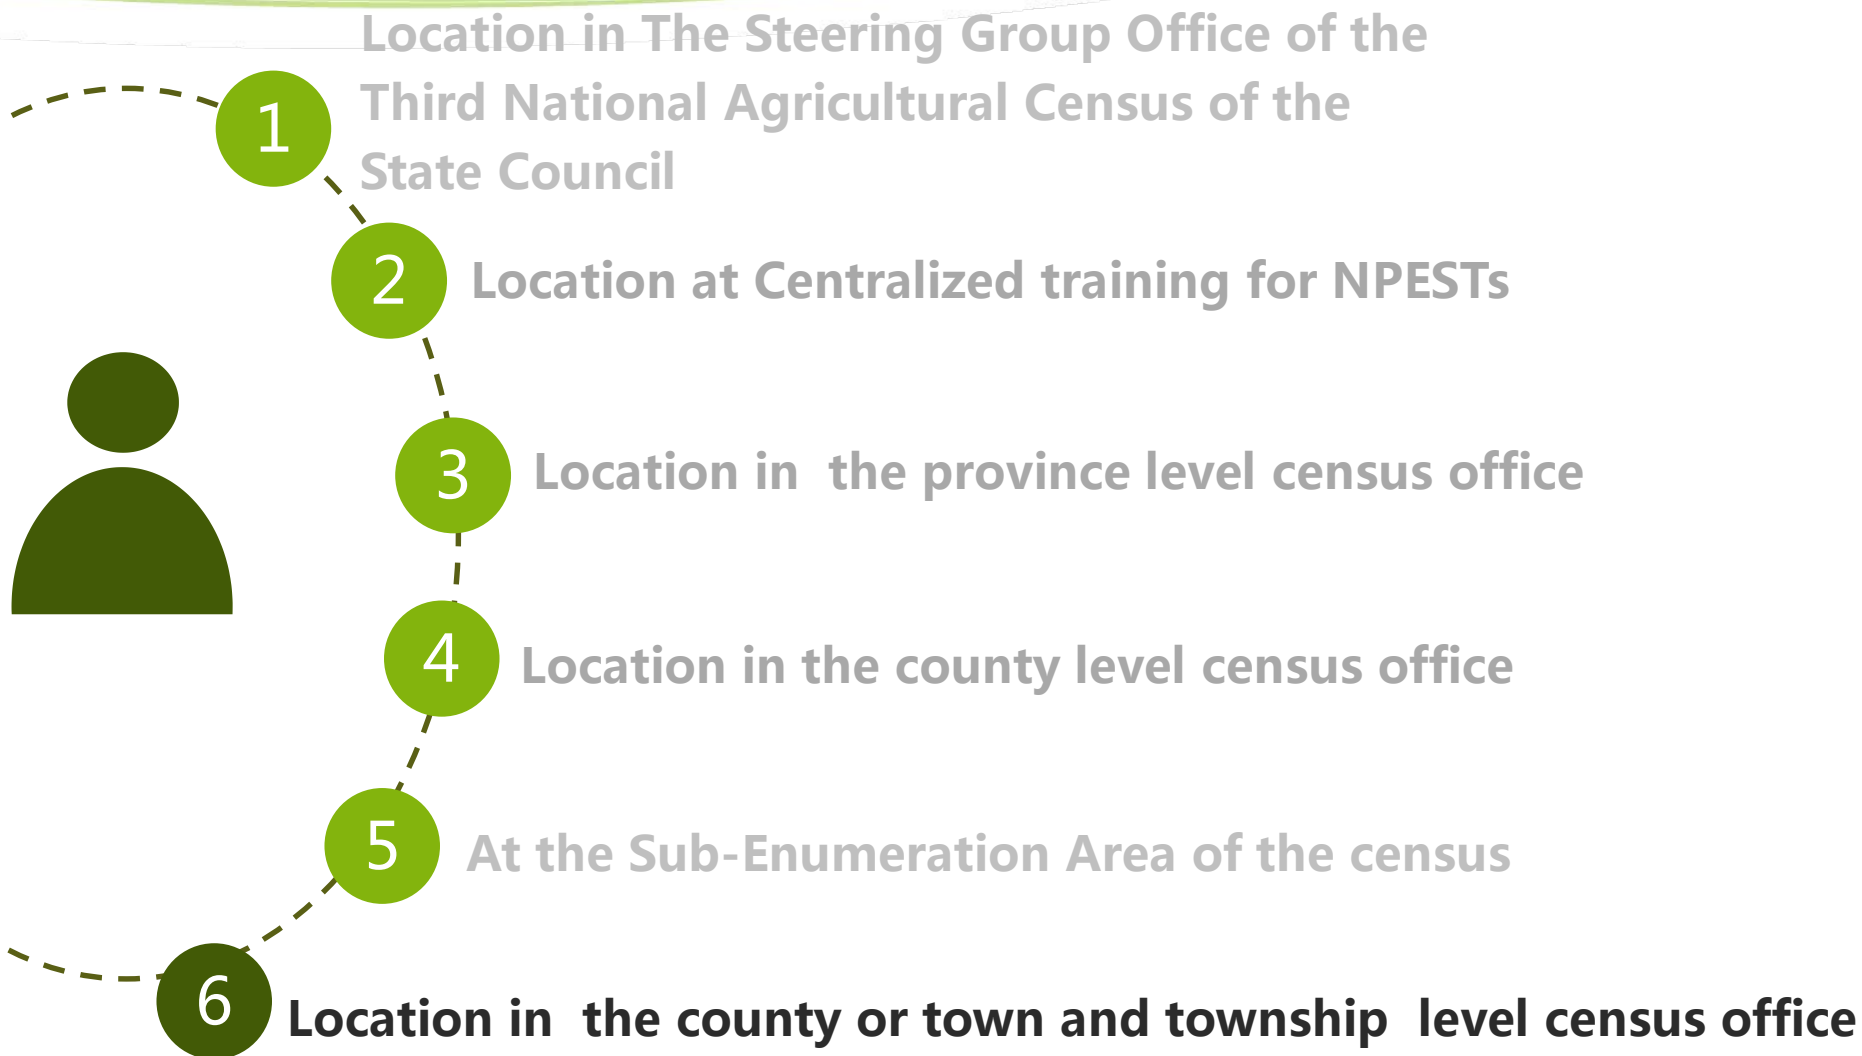 Location in The Steering Group Office of the
Third National Agricultural Census of the
State Council
1
2
Location at Centralized training for NPESTs
3
Location in  the province level census office
4
Location in the county level census office
5
At the Sub-Enumeration Area of the census
6
Location in  the county or town and township  level census office